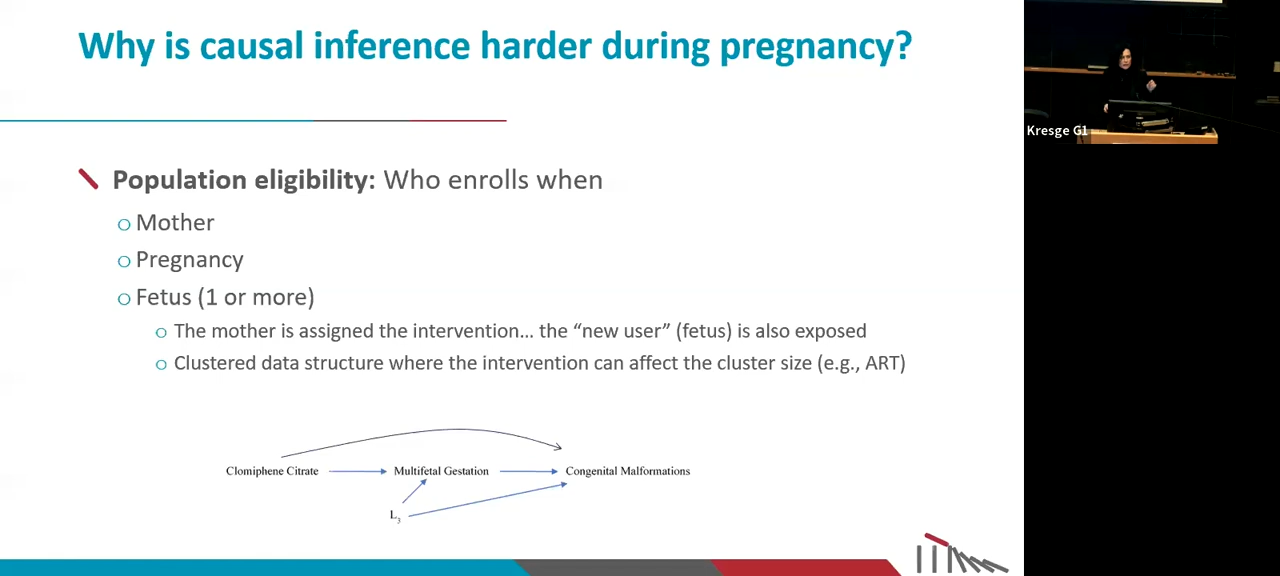 Why is causal inference harder during pregnancy?
Population eligibility: Who enrolls when
Mother
Pregnancy
Fetus (1 or more)
The mother is assigned the intervention... the “new user” (fetus) is also exposed
Clustered data structure where the intervention can affect the cluster size (e.g., ART)
Clomiphene Citrate
Multifetal Gestation
Congenital Malformations
L3
Kresge G1